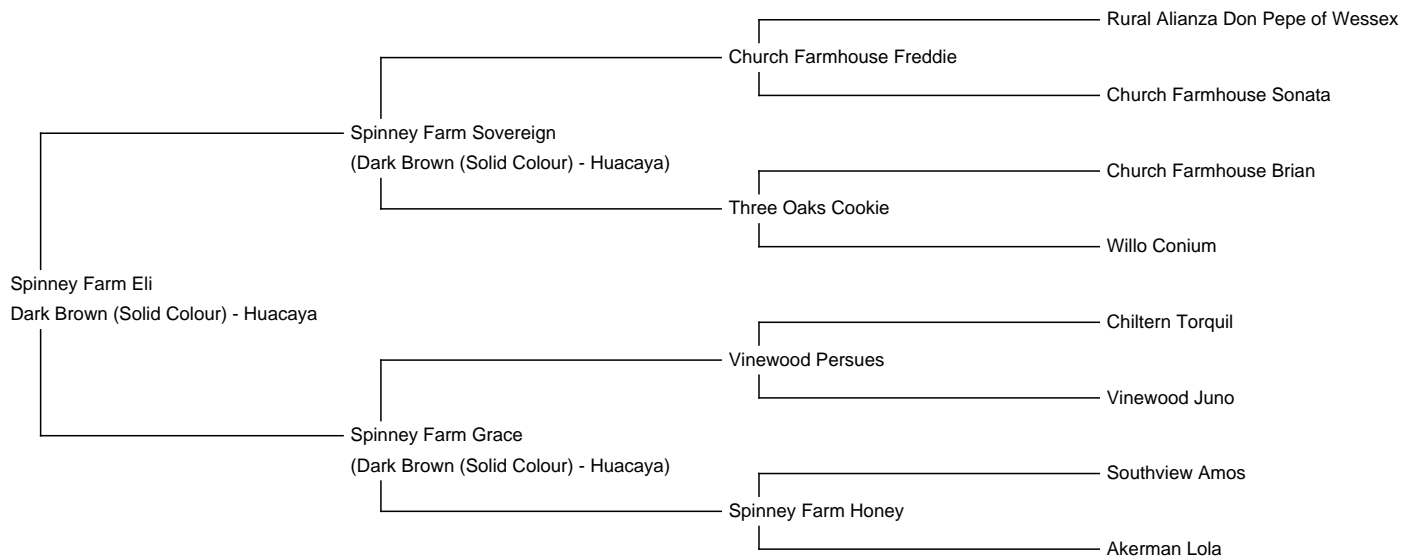 Rural Alianza Don Pepe of Wessex
Church Farmhouse Freddie
Church Farmhouse Sonata
Spinney Farm Sovereign
(Dark Brown (Solid Colour) - Huacaya)
Church Farmhouse Brian
Three Oaks Cookie
Willo Conium
Spinney Farm Eli
Dark Brown (Solid Colour) - Huacaya
Chiltern Torquil
Vinewood Persues
Vinewood Juno
Spinney Farm Grace
(Dark Brown (Solid Colour) - Huacaya)
Southview Amos
Spinney Farm Honey
Akerman Lola